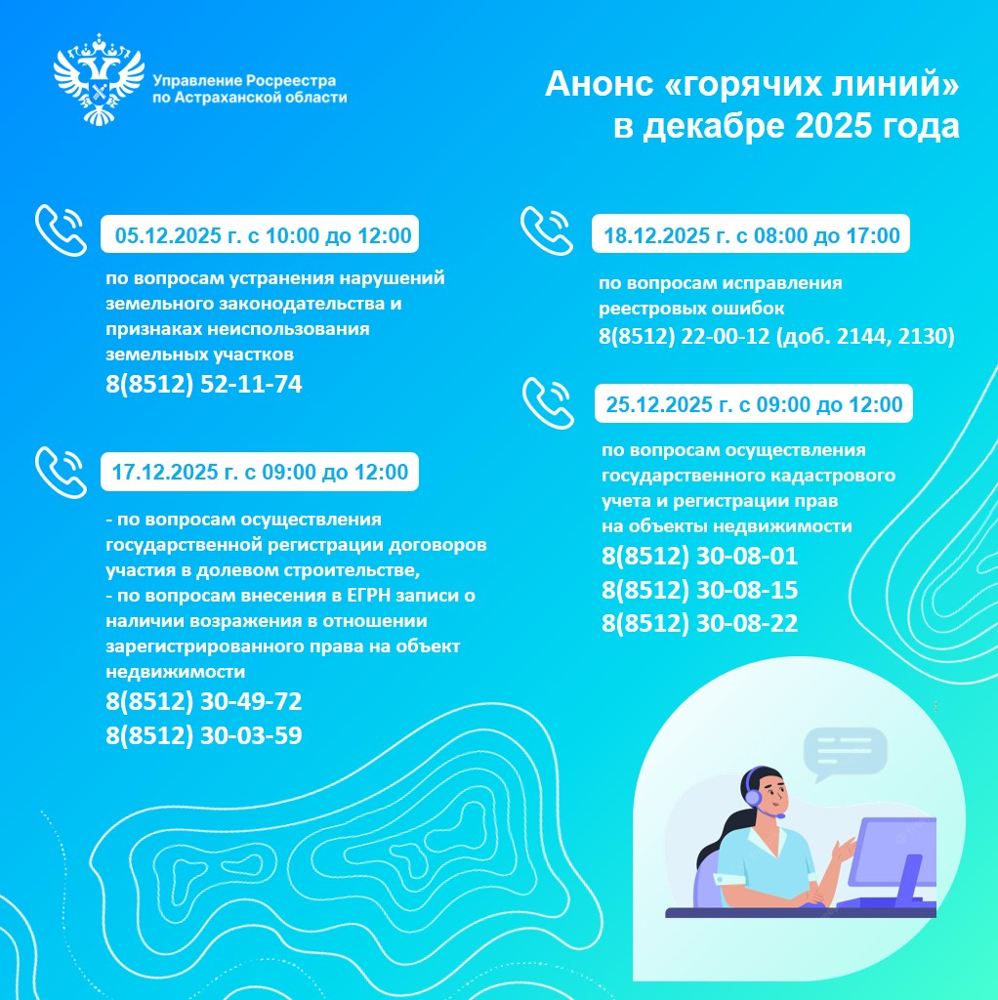 Управление Росреестра
по Астраханской области
Анонс «горячих линий»
в декабре 2025 года
05.12.2025 г. с 10:00 до 12:00
по вопросам устранения нарушений
земельного законодательства и
признаках неиспользования
земельных участков
8(8512) 52-11-74
17.12.2025 г. с 09:00 до 12:00
- по вопросам осуществления
государственной регистрации договоров
участия в долевом строительстве,
- по вопросам внесения в ЕГРН записи о
наличии возражения в отношении
зарегистрированного права на объект
недвижимости
8(8512) 30-49-72
8(8512) 30-03-59
18.12.2025 г. с 08:00 до 17:00
по вопросам исправления
реестровых ошибок
8(8512) 22-00-12 (доб. 2144, 2130)
25.12.2025 г. с 09:00 до 12:00
по вопросам осуществления
государственного кадастрового
учета и регистрации прав
на объекты недвижимости
8(8512) 30-08-01
8(8512) 30-08-15
8(8512) 30-08-22